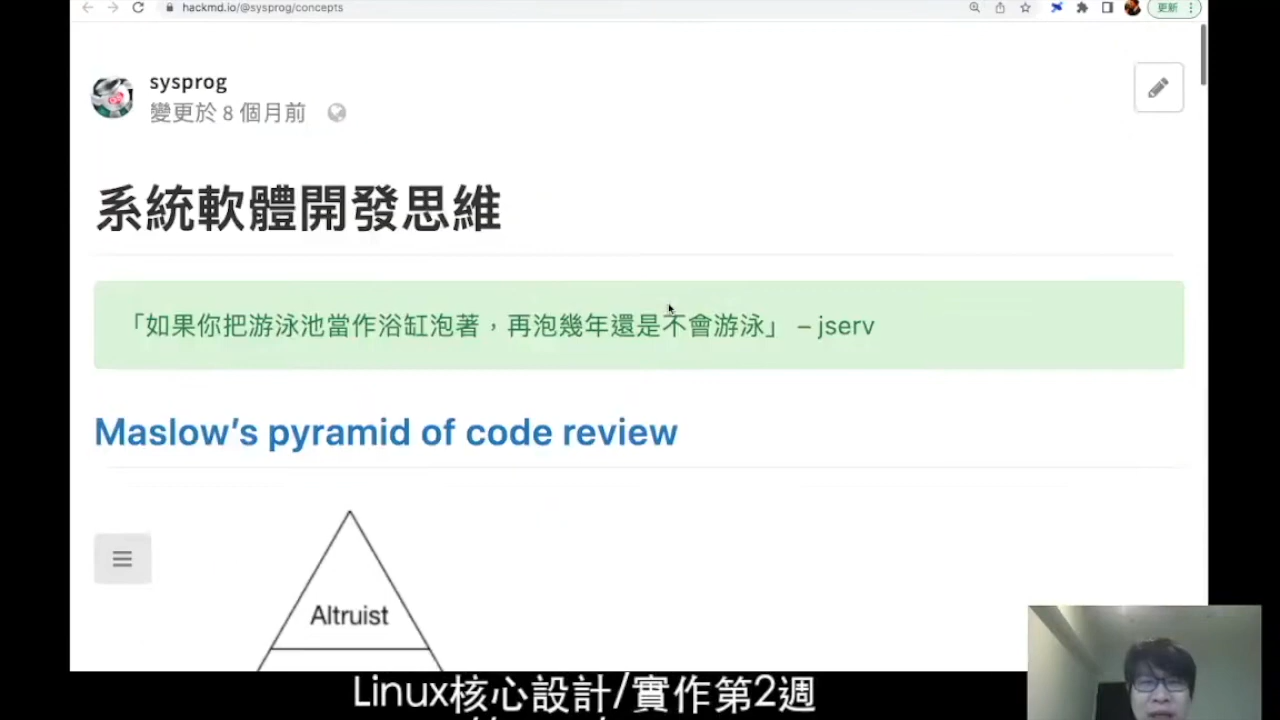 hackmd.io/@sysprog/concepts
更新
sysprog
變更於 8 個月前
系統軟體開發思維
「如果你把游泳池當作浴缸泡著，再泡幾年還是不會游泳」 – jserv
Maslow's pyramid of code review
Altruist
Linux核心設計/實作第2週